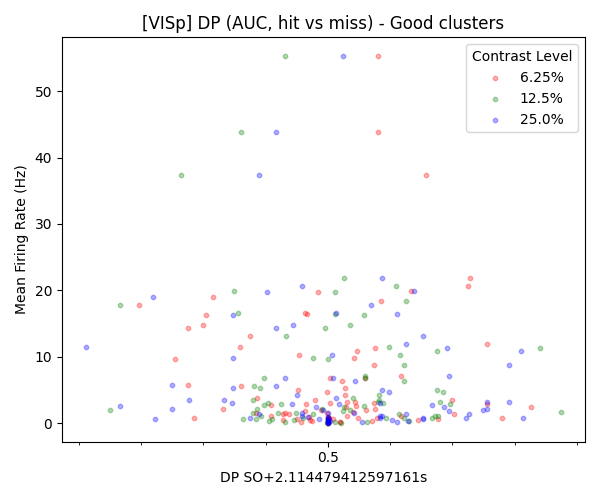 [VISp] DP (AUC, hit vs miss) - Good clusters
Contrast Level
6.25%
12.5%
25.0%
Mean Firing Rate (Hz)
50
40
30
20
10
0
0.5
DP SO+2.114479412597161s